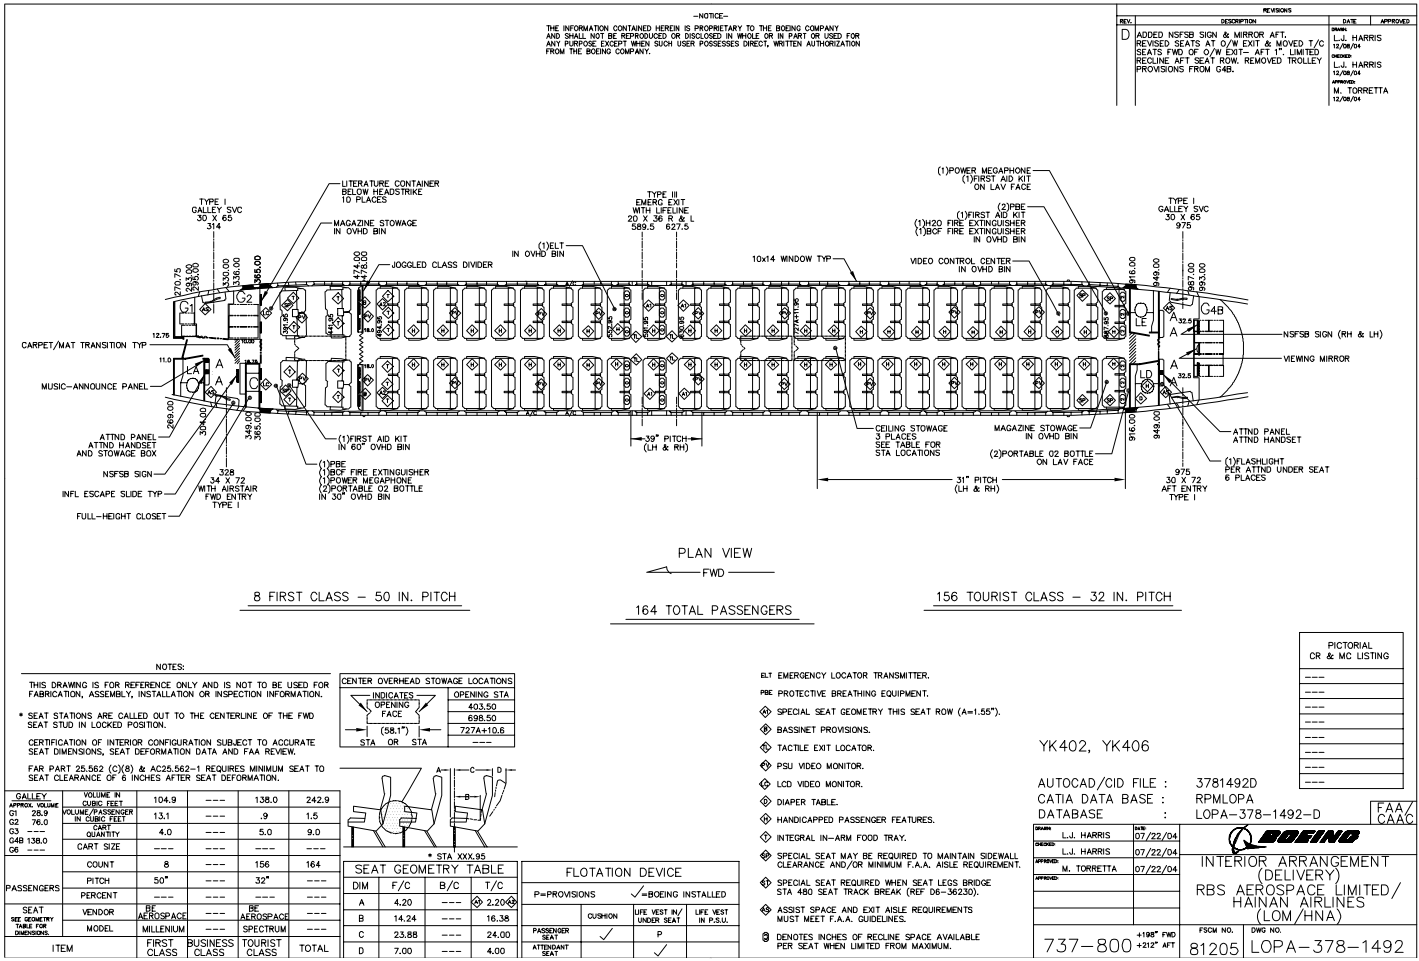 -NOTICE-
THE INFORMATION CONTAINED HEREIN IS PROPRIETARY TO THE BOEING COMPANY
AND SHALL NOT BE REPRODUCED OR DISCLOSED IN WHOLE OR IN PART OR USED FOR
ANY PURPOSE EXCEPT WHEN SUCH USER POSSESSES DIRECT, WRITTEN AUTHORIZATION
FROM THE BOEING COMPANY.
REVISIONS
REV. DESCRIPTION DATE APPROVED
D ADDED NSFSB SIGN & MIRROR AFT.
REVISED SEATS AT O/W EXIT & MOVED T/C
SEATS FWD OF O/W EXIT- AFT 1". LIMITED
RECLINE AFT SEAT ROW. REMOVED TROLLEY
PROVISIONS FROM G4B.
DRAWN:
L.J. HARRIS
12/08/04
CHECKED:
L.J. HARRIS
12/08/04
APPROVED:
M. TORRETTA
12/08/04
LITERATURE CONTAINER
BELOW HEADSTRIKE
10 PLACES
TYPE I
GALLEY SVC
30 X 65
314
MAGAZINE STOWAGE
IN OVHD BIN
JOGGLED CLASS DIVIDER
(1)ELT
IN OVHD BIN
TYPE III
EMERG EXIT
WITH LIFELINE
20 X 36 R & L
589.5 627.5
10x14 WINDOW TYP
(1)POWER MEGAPHONE
(1)FIRST AID KIT
ON LAV FACE
(2)PBE
(1)FIRST AID KIT
(1)H2O FIRE EXTINGUISHER
(1)BCF FIRE EXTINGUISHER
IN OVHD BIN
VIDEO CONTROL CENTER
IN OVHD BIN
TYPE I
GALLEY SVC
30 X 65
975
270.75
293.00
296.00
330.00
336.00
365.00
474.00
478.00
916.00
949.00
987.00
993.00
G1
G2
G4B
LE
LD
LA
C
12.75
11.0
32.5
32.5
CARPET/MAT TRANSITION TYP
MUSIC-ANNOUNCE PANEL
NSFSB SIGN (RH & LH)
VIEWING MIRROR
269.00
304.00
349.00
365.00
916.00
949.00
ATTND PANEL
ATTND HANDSET
AND STOWAGE BOX
NSFSB SIGN
INFL ESCAPE SLIDE TYP
FULL-HEIGHT CLOSET
328
34 X 72
WITH AIRSTAIR
FWD ENTRY
TYPE I
(1)FIRST AID KIT
IN 60" OVHD BIN
(1)PBE
(1)BCF FIRE EXTINGUISHER
(1)POWER MEGAPHONE
(2)PORTABLE O2 BOTTLE
IN 30" OVHD BIN
39" PITCH
(LH & RH)
CEILING STOWAGE
3 PLACES
SEE TABLE FOR
STA LOCATIONS
MAGAZINE STOWAGE
IN OVHD BIN
(2)PORTABLE O2 BOTTLE
ON LAV FACE
31" PITCH
(LH & RH)
975
30 X 72
AFT ENTRY
TYPE I
ATTND PANEL
ATTND HANDSET
(1)FLASHLIGHT
PER ATTND UNDER SEAT
6 PLACES
PLAN VIEW
FWD
8 FIRST CLASS - 50 IN. PITCH
164 TOTAL PASSENGERS
156 TOURIST CLASS - 32 IN. PITCH
NOTES:
THIS DRAWING IS FOR REFERENCE ONLY AND IS NOT TO BE USED FOR
FABRICATION, ASSEMBLY, INSTALLATION OR INSPECTION INFORMATION.
* SEAT STATIONS ARE CALLED OUT TO THE CENTERLINE OF THE FWD
SEAT STUD IN LOCKED POSITION.
CERTIFICATION OF INTERIOR CONFIGURATION SUBJECT TO ACCURATE
SEAT DIMENSIONS, SEAT DEFORMATION DATA AND FAA REVIEW.
FAR PART 25.562 (C)(8) & AC25.562-1 REQUIRES MINIMUM SEAT TO
SEAT CLEARANCE OF 6 INCHES AFTER SEAT DEFORMATION.
CENTER OVERHEAD STOWAGE LOCATIONS
INDICATES
OPENING
FACE
(58.1")
STA OR STA
OPENING STA
403.50
698.50
727A+10.6
---
GALLEY
APPROX. VOLUME
G1 28.9
G2 76.0
G3 ---
G4B 138.0
G6 ---
VOLUME IN CUBIC FEET 104.9 --- 138.0 242.9
VOLUME/PASSENGER IN CUBIC FEET 13.1 --- .9 1.5
CART QUANTITY 4.0 --- 5.0 9.0
CART SIZE --- --- --- ---
PASSENGERS
COUNT 8 --- 156 164
PITCH 50" --- 32" ---
PERCENT --- --- --- ---
SEAT
SEE GEOMETRY
TABLE FOR
DIMENSIONS.
VENDOR BE AEROSPACE --- BE AEROSPACE ---
MODEL MILLENIUM --- SPECTRUM ---
ITEM FIRST CLASS BUSINESS CLASS TOURIST CLASS TOTAL
A C D
B
* STA XXX.95
SEAT GEOMETRY TABLE
DIM F/C B/C T/C
A 4.20 --- 2.20
B 14.24 16.38
C 23.88 24.00
D 7.00 4.00
FLOTATION DEVICE
P=PROVISIONS √=BOEING INSTALLED
CUSHION LIFE VEST IN/ UNDER SEAT LIFE VEST IN P.S.U.
PASSENGER SEAT √ P
ATTENDANT SEAT √
ELT EMERGENCY LOCATOR TRANSMITTER.
PBE PROTECTIVE BREATHING EQUIPMENT.
A1 SPECIAL SEAT GEOMETRY THIS SEAT ROW (A=1.55").
B BASSINET PROVISIONS.
TL TACTILE EXIT LOCATOR.
PV PSU VIDEO MONITOR.
LC LCD VIDEO MONITOR.
D DIAPER TABLE.
H HANDICAPPED PASSENGER FEATURES.
T INTEGRAL IN-ARM FOOD TRAY.
SPECIAL SEAT MAY BE REQUIRED TO MAINTAIN SIDEWALL
CLEARANCE AND/OR MINIMUM F.A.A. AISLE REQUIREMENT.
SPECIAL SEAT REQUIRED WHEN SEAT LEGS BRIDGE
STA 480 SEAT TRACK BREAK (REF D6-36230).
AS ASSIST SPACE AND EXIT AISLE REQUIREMENTS
MUST MEET F.A.A. GUIDELINES.
DENOTES INCHES OF RECLINE SPACE AVAILABLE
PER SEAT WHEN LIMITED FROM MAXIMUM.
PICTORIAL
CR & MC LISTING
---
---
---
---
---
---
---
---
YK402, YK406
AUTOCAD/CID FILE : 3781492D
CATIA DATA BASE : RPMLOPA
DATABASE : LOPA-378-1492-D
FAA/
CAAC
DRAWN: L.J. HARRIS DATE 07/22/04
CHECKED: L.J. HARRIS 07/22/04
APPROVED: M. TORRETTA 07/22/04
APPROVED:
BOEING
INTERIOR ARRANGEMENT
(DELIVERY)
RBS AEROSPACE LIMITED/
HAINAN AIRLINES
(LOM/HNA)
737-800 +198" FWD
+212" AFT
FSCM NO. 81205
DWG NO. LOPA-378-1492